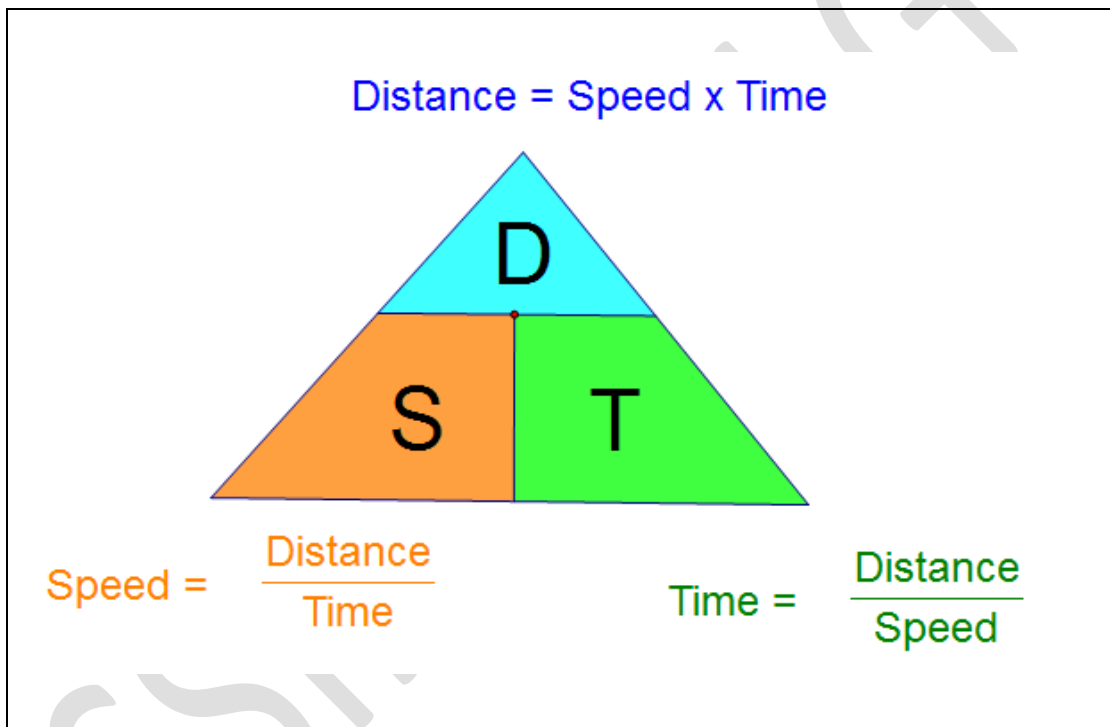 Distance = Speed x Time
D
S T
Speed = Distance / Time
Time = Distance / Speed